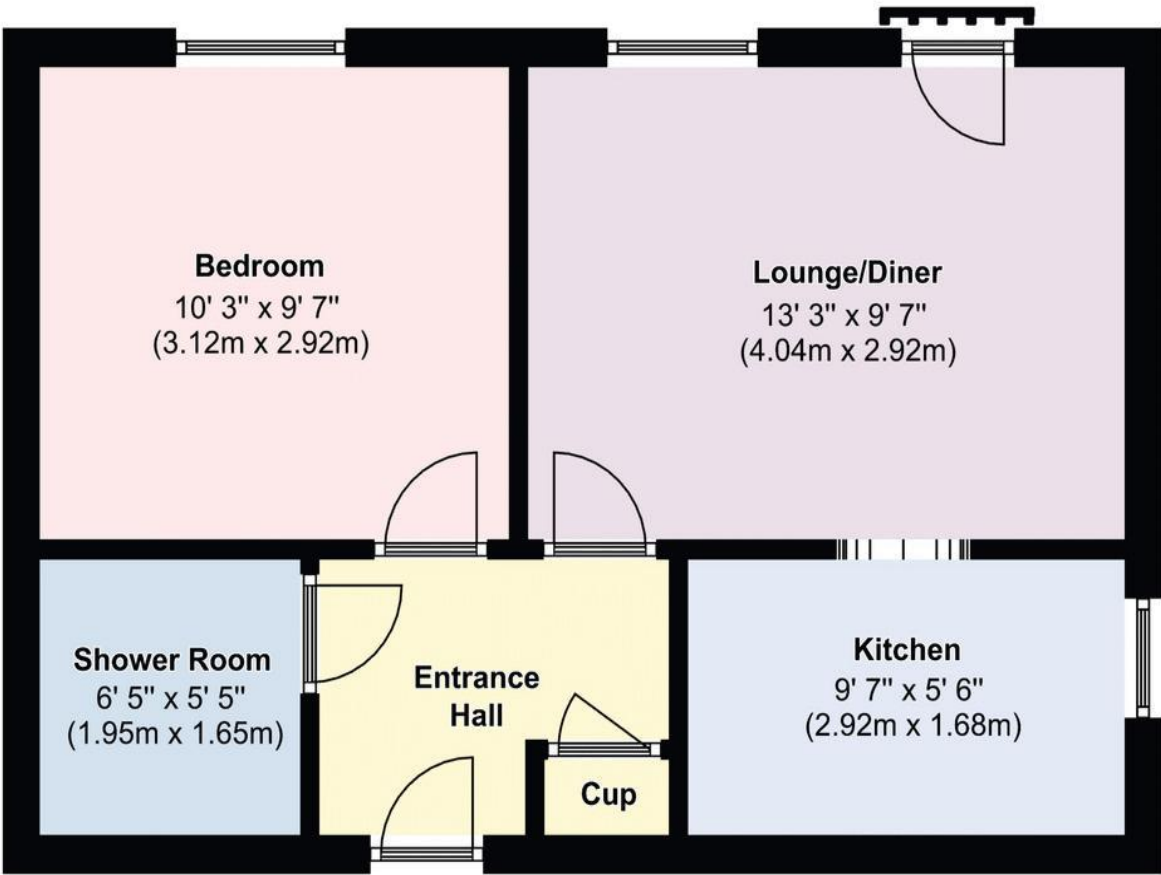 Bedroom
10' 3" x 9' 7"
(3.12m x 2.92m)
Lounge/Diner
13' 3" x 9' 7"
(4.04m x 2.92m)
Shower Room
6' 5" x 5' 5"
(1.95m x 1.65m)
Entrance
Hall
Cup
Kitchen
9' 7" x 5' 6"
(2.92m x 1.68m)